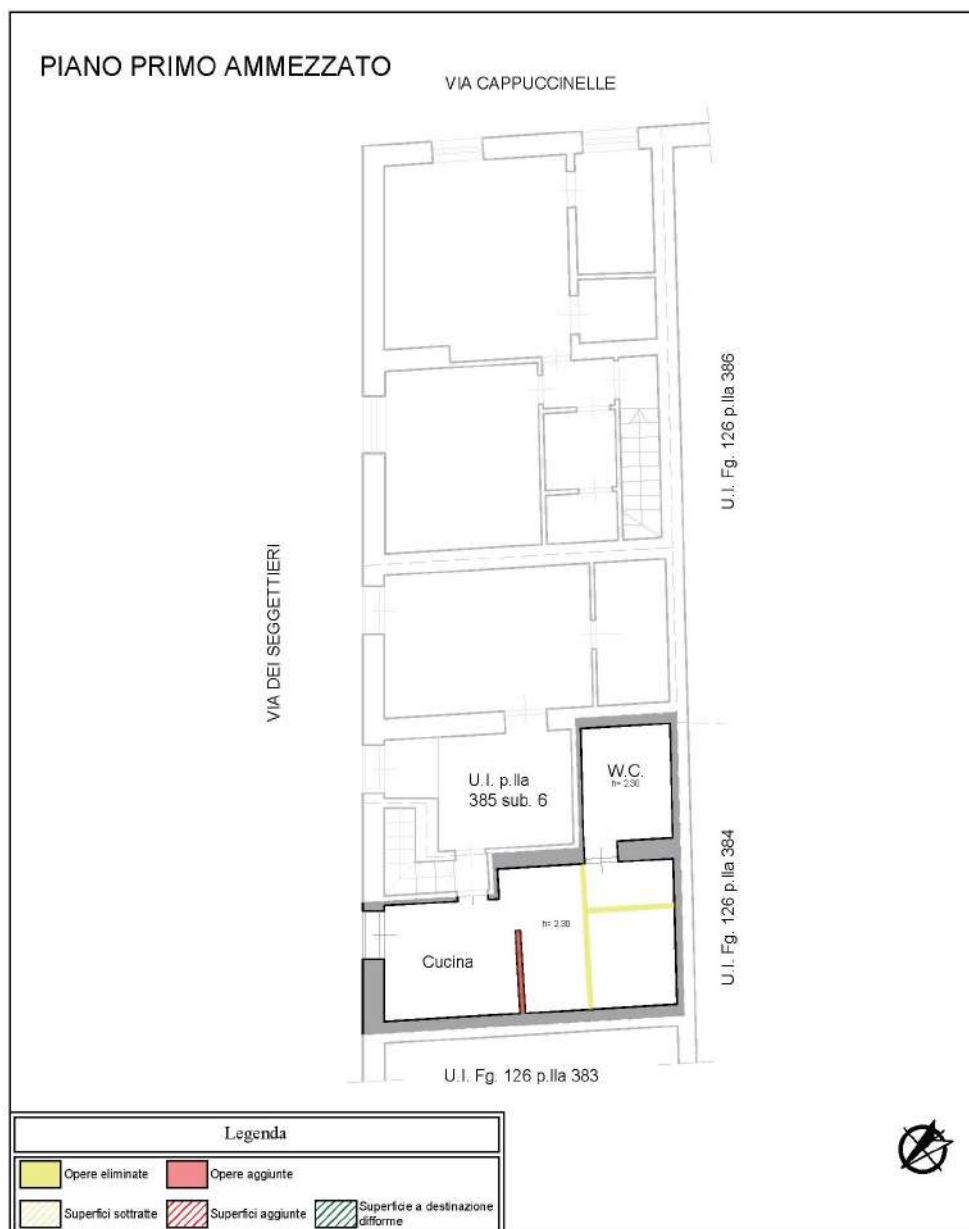 PIANO PRIMO AMMEZZATO
VIA CAPPUCCINELLE
U.I. Fg. 126 p.lla 386
VIA DEI SEGGETTIERI
U.I. p.lla
385 sub. 6
W.C.
h= 2.30
U.I. Fg. 126 p.lla 384
h= 2.30
Cucina
U.I. Fg. 126 p.lla 383
Legenda
Opere eliminate
Opere aggiunte
Superfici sottratte
Superfici aggiunte
Superficie a destinazione
difforme